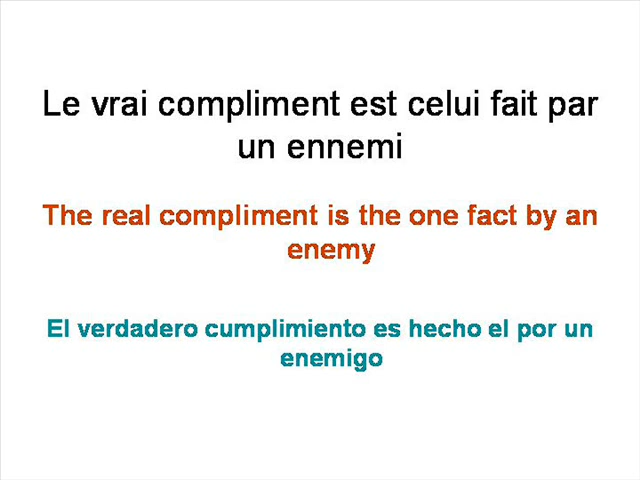 Le vrai compliment est celui fait par
un ennemi
The real compliment is the one fact by an
enemy
El verdadero cumplimiento es hecho el por un
enemigo